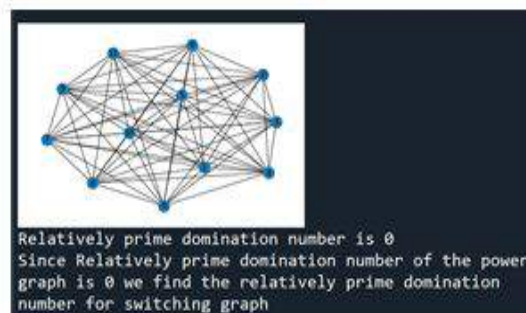 Relatively prime domination number is 0
Since Relatively prime domination number of the power
graph is 0 we find the relatively prime domination
number for switching graph